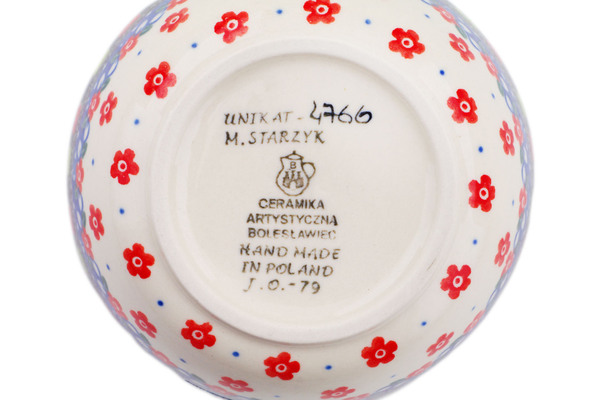 UNIKAT - 4766
M. STARZYK
B
CERAMIKA
ARTYSTYCZNA
BOLESŁAWIEC
HAND MADE
IN POLAND
J.O.-79